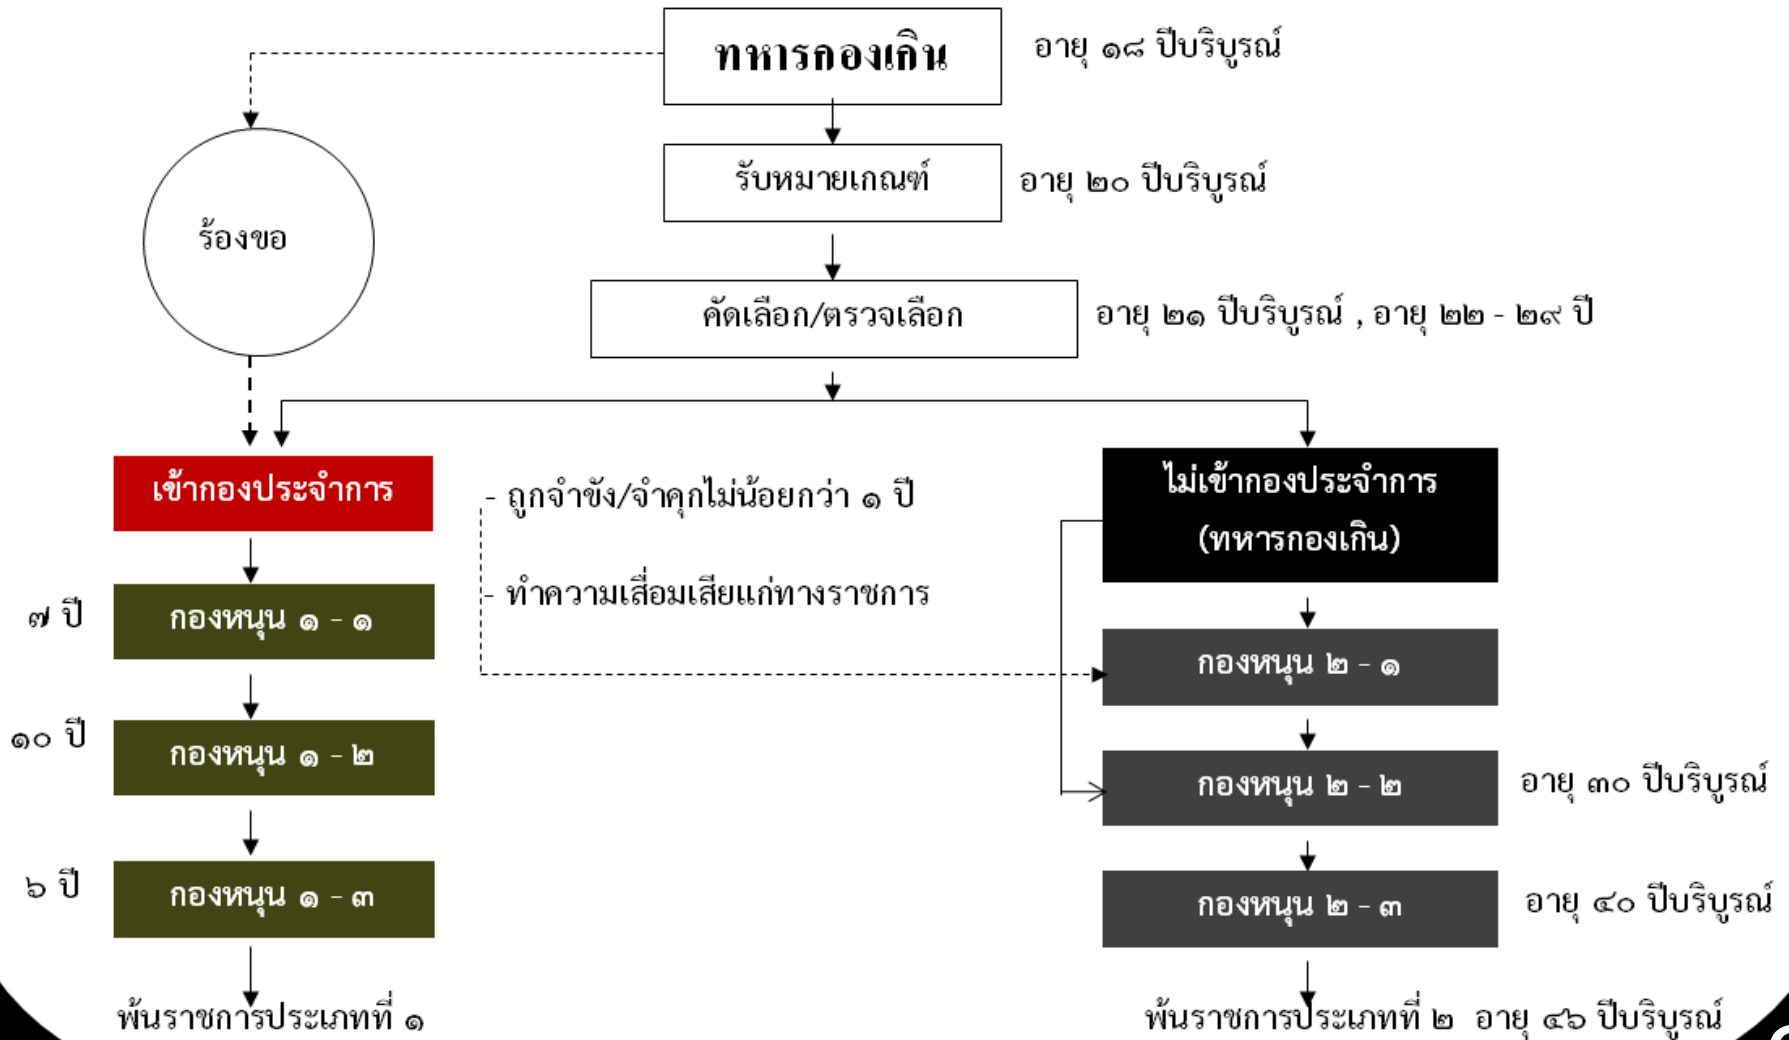 ทหารกองเกิน
อายุ ๑๘ ปีบริบูรณ์
รับหมายเกณฑ์
อายุ ๒๐ ปีบริบูรณ์
ร้องขอ
คัดเลือก/ตรวจเลือก
อายุ ๒๑ ปีบริบูรณ์ , อายุ ๒๒ - ๒๙ ปี
เข้ากองประจำการ
- ถูกจำขัง/จำคุกไม่น้อยกว่า ๑ ปี
- ทำความเสื่อมเสียแก่ทางราชการ
ไม่เข้ากองประจำการ
(ทหารกองเกิน)
๗ ปี
กองหนุน ๑ - ๑
กองหนุน ๒ - ๑
๑๐ ปี
กองหนุน ๑ - ๒
กองหนุน ๒ - ๒
อายุ ๓๐ ปีบริบูรณ์
๖ ปี
กองหนุน ๑ - ๓
กองหนุน ๒ - ๓
อายุ ๔๐ ปีบริบูรณ์
พ้นราชการประเภทที่ ๑
พ้นราชการประเภทที่ ๒ อายุ ๔๖ ปีบริบูรณ์